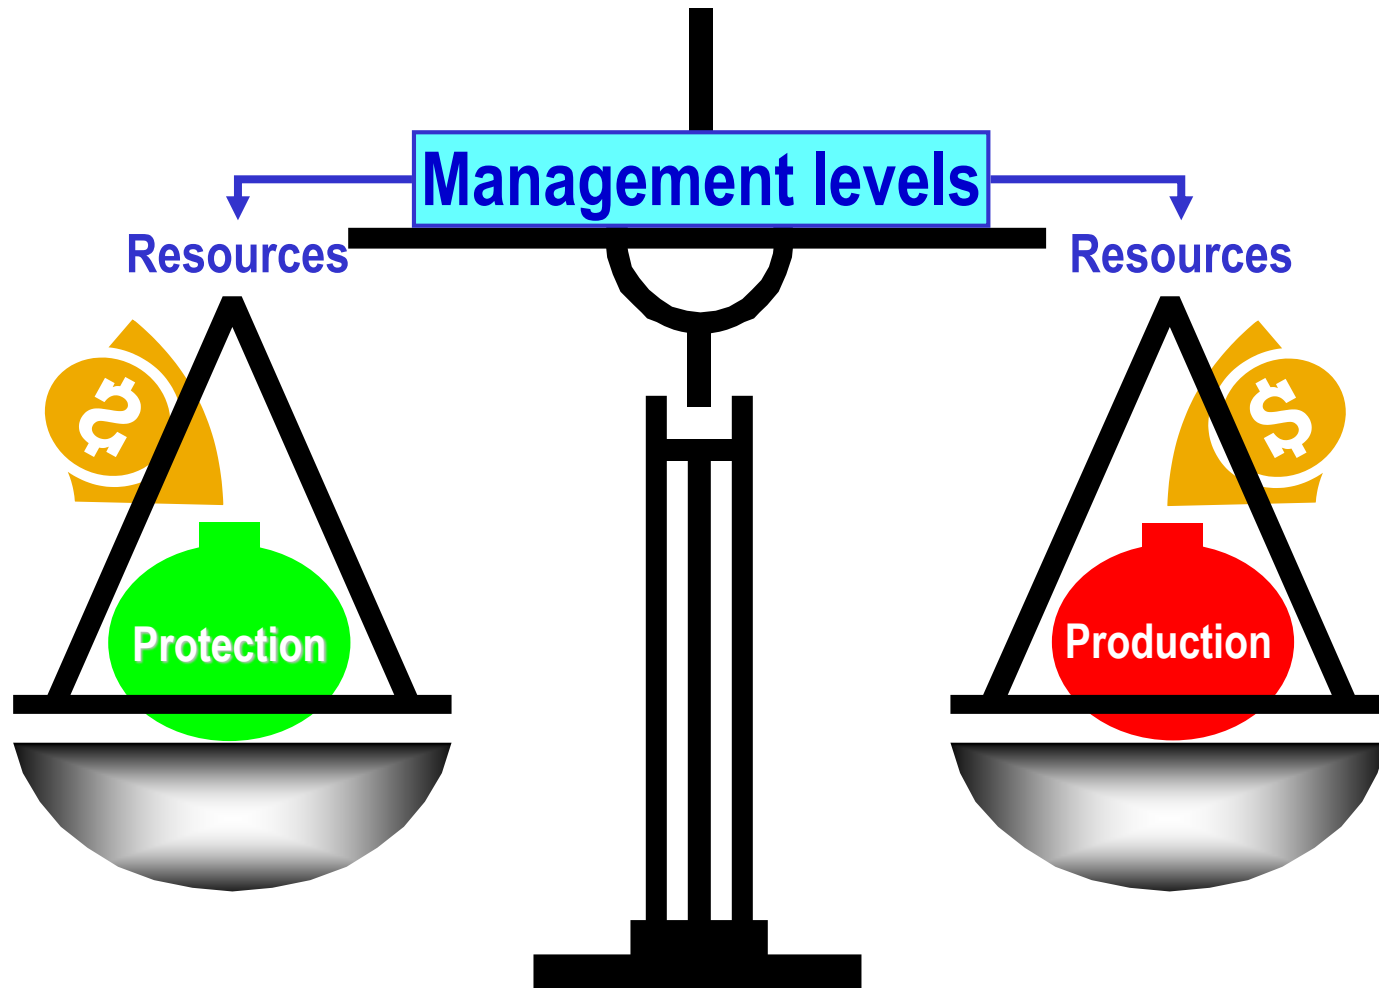 Management levels
Resources
Resources
$
$
Protection
Production